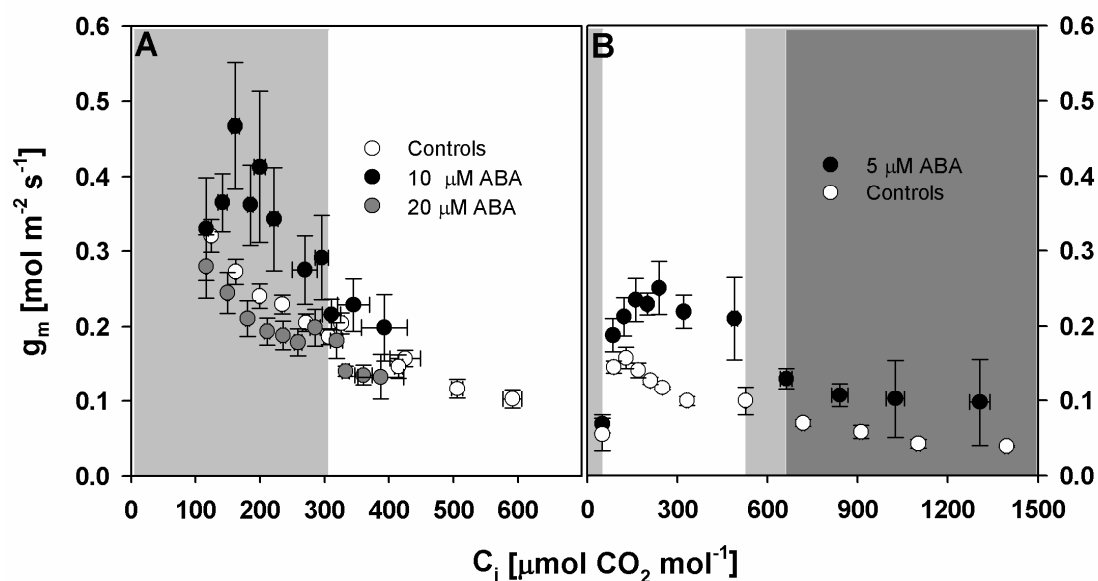 A
B
g_m [mol m^-2 s^-1]
0.6
0.5
0.4
0.3
0.2
0.1
0.0
Controls
10 μM ABA
20 μM ABA
5 μM ABA
Controls
0.6
0.5
0.4
0.3
0.2
0.1
0.0
0 100 200 300 400 500 600
0 300 600 900 1200 1500
C_i [μmol CO_2 mol^-1]